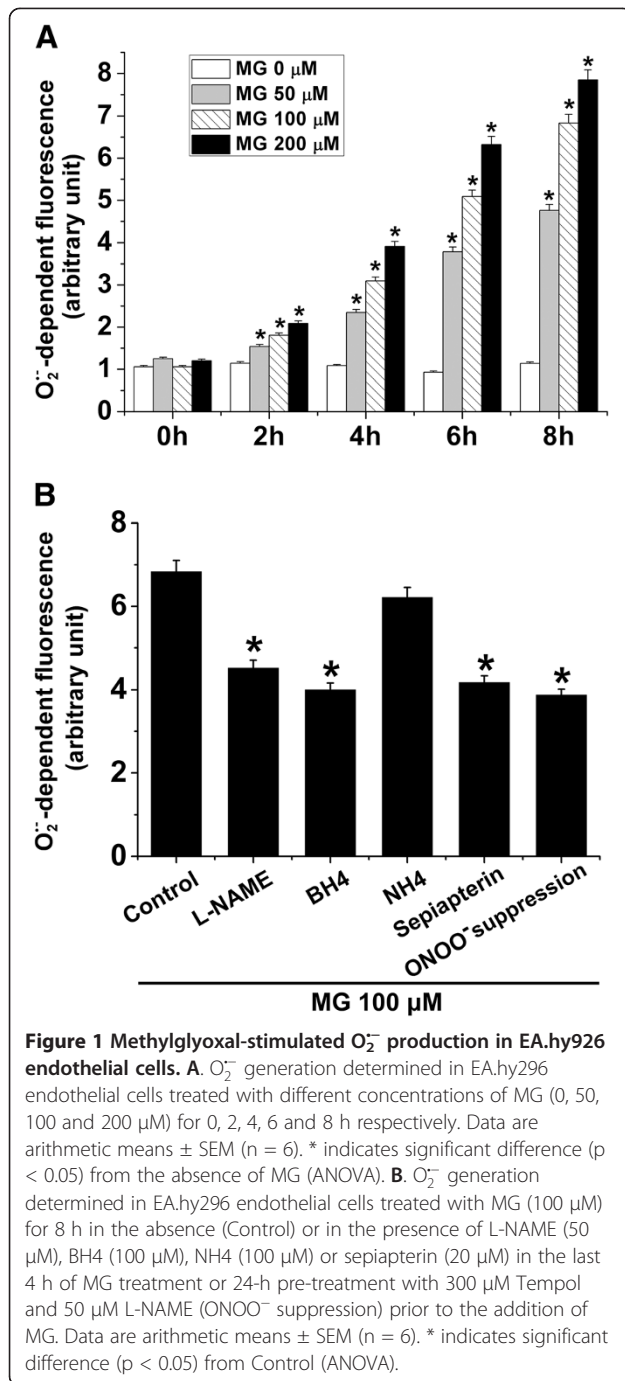 A
O₂·⁻-dependent fluorescence
(arbitrary unit)
8
7
6
5
4
3
2
1
0
MG 0 μM
MG 50 μM
MG 100 μM
MG 200 μM
* * *
* * *
* * *
* * *
0h 2h 4h 6h 8h
B
O₂·⁻-dependent fluorescence
(arbitrary unit)
8
6
4
2
0
* * * *
Control L-NAME BH4 NH4 Sepiapterin ONOO⁻suppression
MG 100 μM
Figure 1 Methylglyoxal-stimulated O₂·⁻ production in EA.hy926
endothelial cells. A. O₂·⁻ generation determined in EA.hy296
endothelial cells treated with different concentrations of MG (0, 50,
100 and 200 μM) for 0, 2, 4, 6 and 8 h respectively. Data are
arithmetic means ± SEM (n = 6). * indicates significant difference (p
< 0.05) from the absence of MG (ANOVA). B. O₂·⁻ generation
determined in EA.hy296 endothelial cells treated with MG (100 μM)
for 8 h in the absence (Control) or in the presence of L-NAME (50
μM), BH4 (100 μM), NH4 (100 μM) or sepiapterin (20 μM) in the last
4 h of MG treatment or 24-h pre-treatment with 300 μM Tempol
and 50 μM L-NAME (ONOO⁻ suppression) prior to the addition of
MG. Data are arithmetic means ± SEM (n = 6). * indicates significant
difference (p < 0.05) from Control (ANOVA).